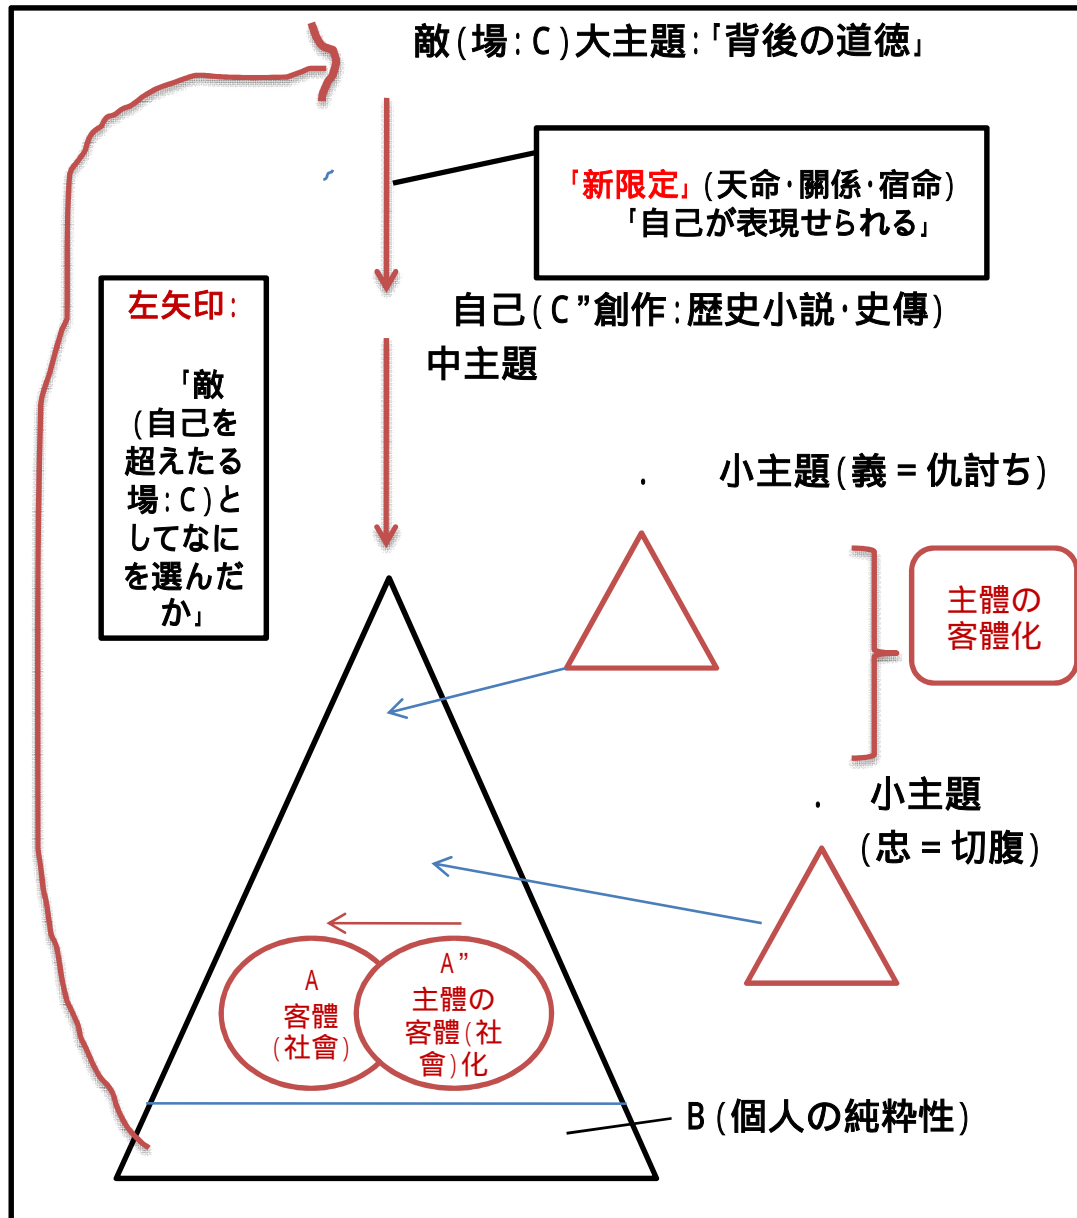 敵(場:C)大主題:「背後の道徳」
「新限定」(天命·關係·宿命)
「自己が表現せられる」
左矢印:
「敵
(自己を
超えたる
場:C)と
してなに
を選んだ
か」
自己(C”創作:歴史小説·史傳)
中主題
. 小主題(義=仇討ち)
主體の
客體化
. 小主題
(忠=切腹)
A
客體
(社會)
A”
主體の
客體(社
會)化
B(個人の純粋性)